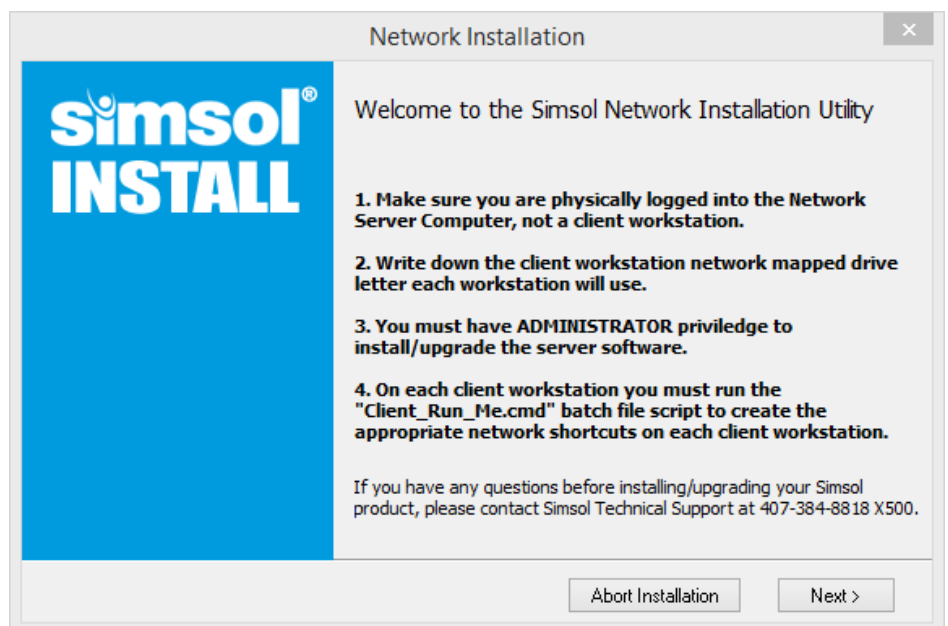 Network Installation
simsol®
INSTALL
Welcome to the Simsol Network Installation Utility
1. Make sure you are physically logged into the Network
Server Computer, not a client workstation.
2. Write down the client workstation network mapped drive
letter each workstation will use.
3. You must have ADMINISTRATOR priviledge to
install/upgrade the server software.
4. On each client workstation you must run the
"Client_Run_Me.cmd" batch file script to create the
appropriate network shortcuts on each client workstation.
If you have any questions before installing/upgrading your Simsol
product, please contact Simsol Technical Support at 407-384-8818 X500.
Abort Installation
Next >